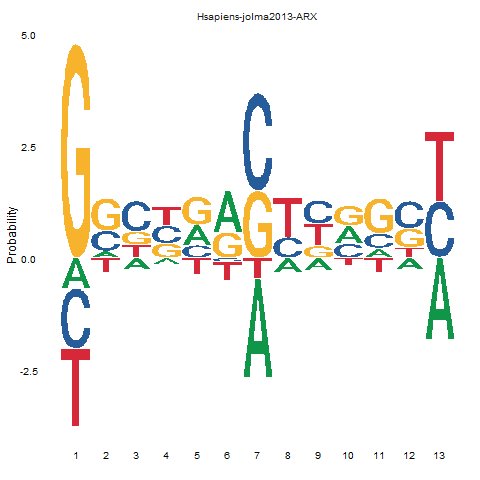 Hsapiens-jolma2013-ARX
5.0
2.5
0.0
-2.5
Probability
G A C T
G C A T
C G T A
T C G A
G A C T
A G C T
C G T A
T C G A
C T G A
G A C T
G C A T
C G T A
T C A
1 2 3 4 5 6 7 8 9 10 11 12 13